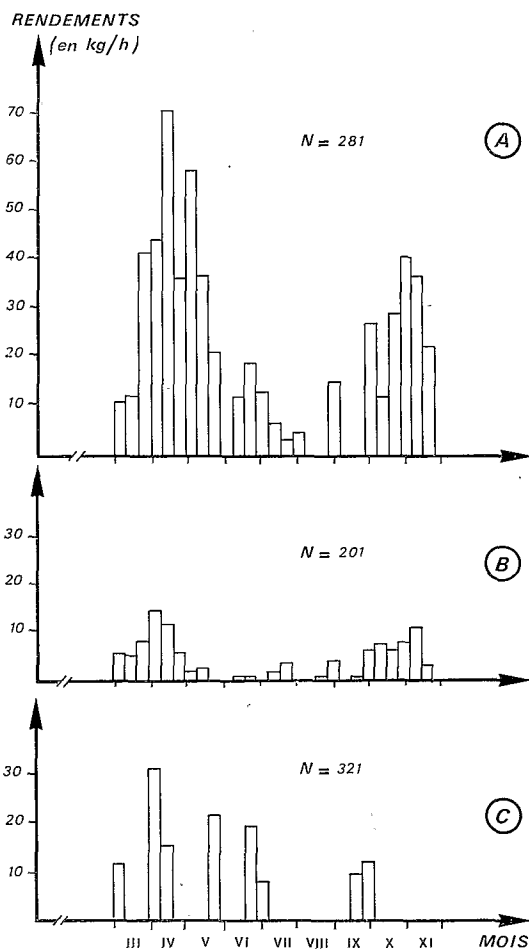 RENDEMENTS
(en kg/h)
70
60
50
40
30
20
10
N = 281
A
30
20
10
N = 201
B
30
20
10
N = 321
C
III IV V VI VII VIII IX X XI MOIS